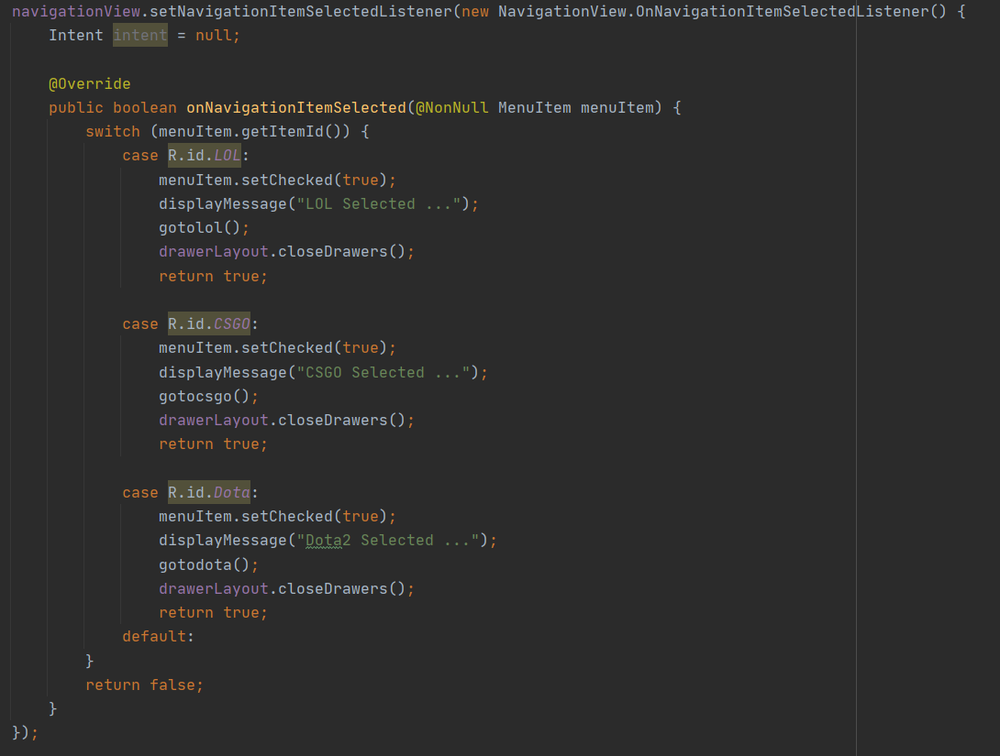 navigationView.setNavigationItemSelectedListener(new NavigationView.OnNavigationItemSelectedListener() {
    Intent intent = null;

    @Override
    public boolean onNavigationItemSelected(@NonNull MenuItem menuItem) {
        switch (menuItem.getItemId()) {
            case R.id.LOL:
                menuItem.setChecked(true);
                displayMessage("LOL Selected ...");
                gotolol();
                drawerLayout.closeDrawers();
                return true;

            case R.id.CSGO:
                menuItem.setChecked(true);
                displayMessage("CSGO Selected ...");
                gotocsgo();
                drawerLayout.closeDrawers();
                return true;

            case R.id.Dota:
                menuItem.setChecked(true);
                displayMessage("Dota2 Selected ...");
                gotodota();
                drawerLayout.closeDrawers();
                return true;
            default:
        }
        return false;
    }
});